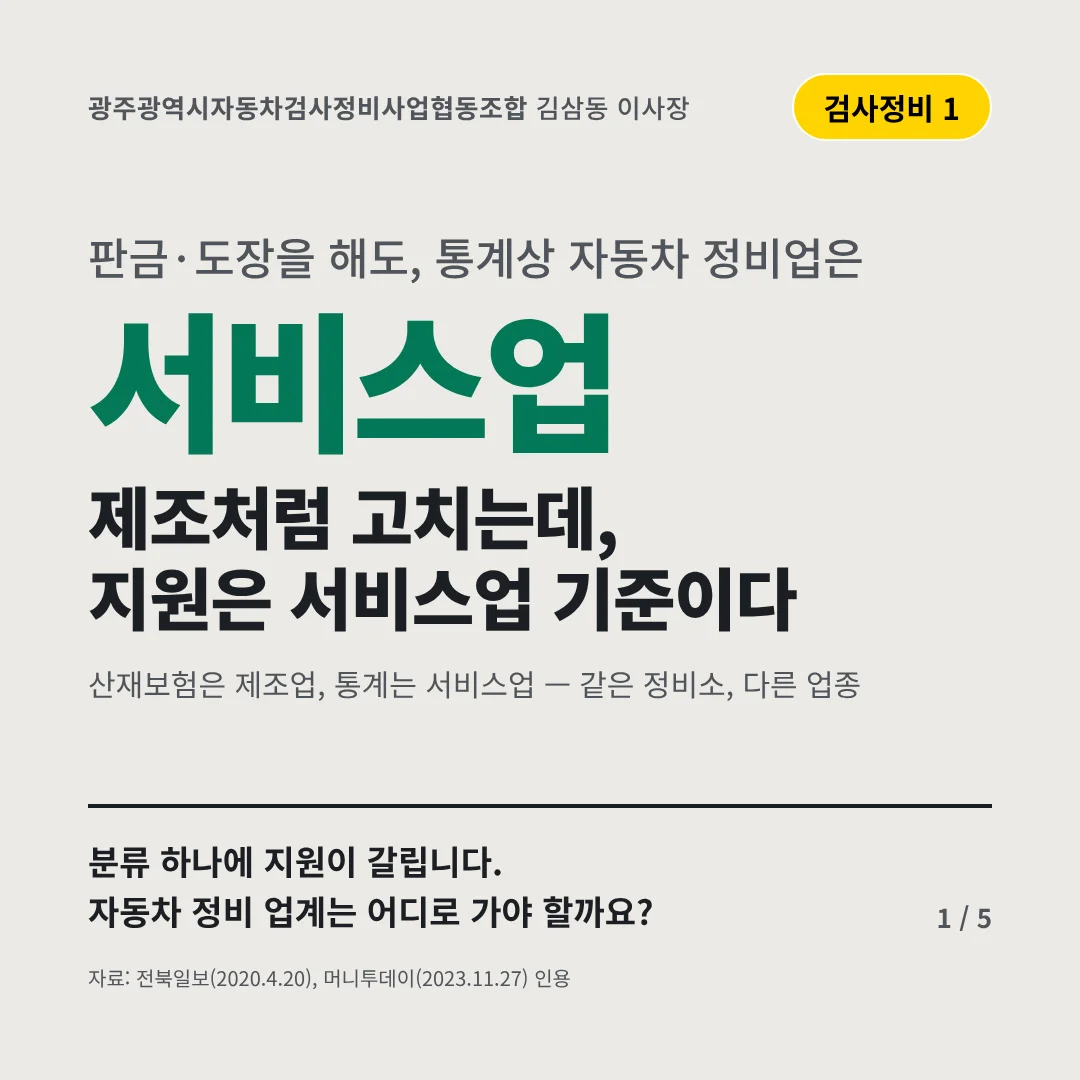 광주광역시자동차검사정비사업협동조합 김삼동 이사장
검사정비 1
판금·도장을 해도, 통계상 자동차 정비업은
서비스업
제조처럼 고치는데,
지원은 서비스업 기준이다
산재보험은 제조업, 통계는 서비스업 — 같은 정비소, 다른 업종
분류 하나에 지원이 갈립니다.
자동차 정비 업계는 어디로 가야 할까요?
1 / 5
자료: 전북일보(2020.4.20), 머니투데이(2023.11.27) 인용